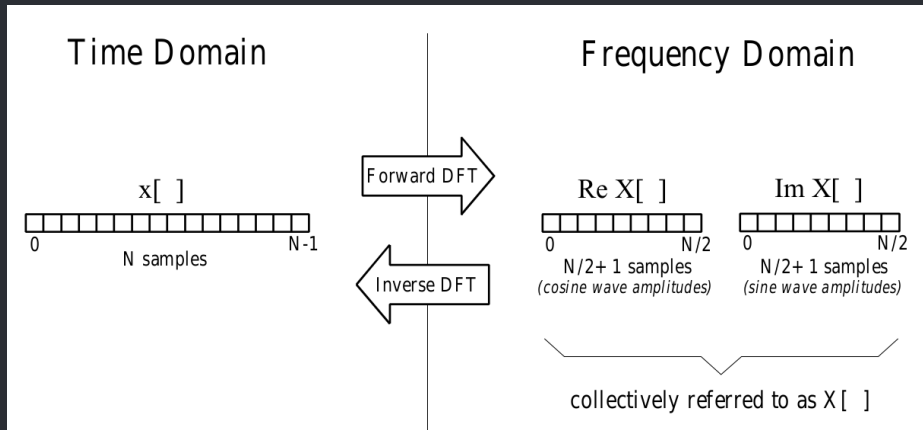 Time Domain
Frequency Domain
Forward DFT
x[ ]
Re X[ ]
Im X[ ]
0
N-1
N samples
0
N/2
0
N/2
N/2+1 samples
N/2+1 samples
(cosine wave amplitudes)
(sine wave amplitudes)
Inverse DFT
collectively referred to as X[ ]